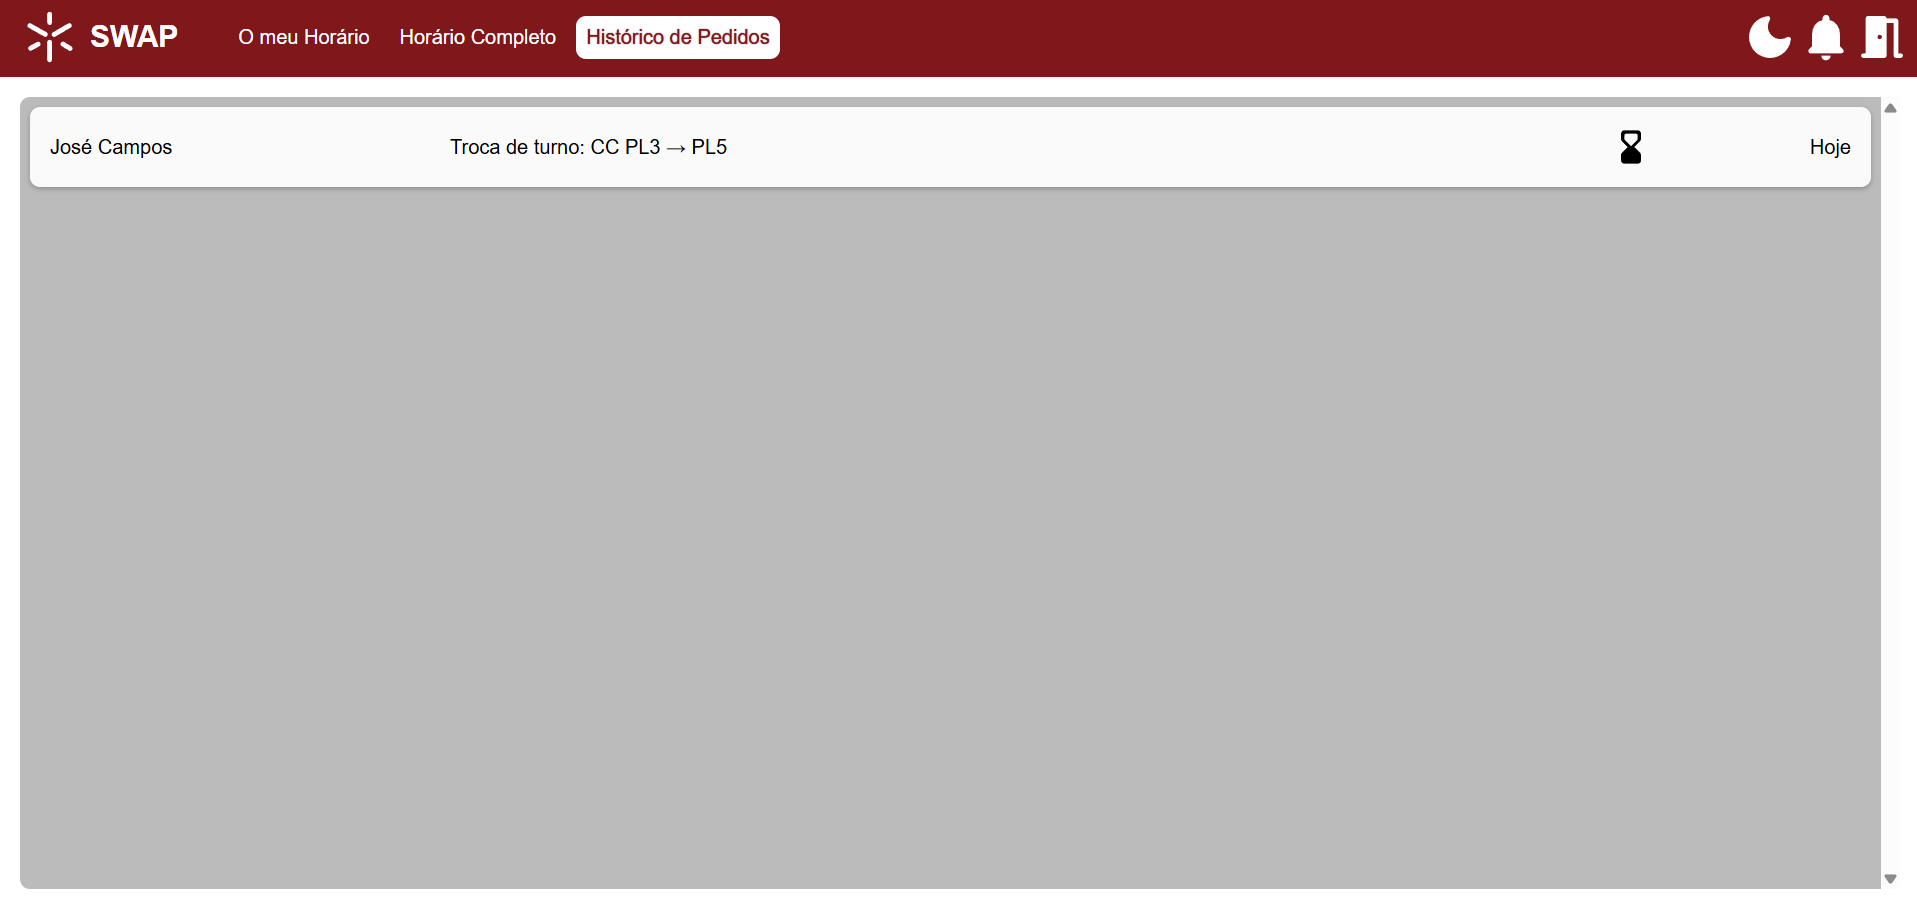 SWAP O meu Horário Horário Completo Histórico de Pedidos
José Campos Troca de turno: CC PL3 → PL5 Hoje